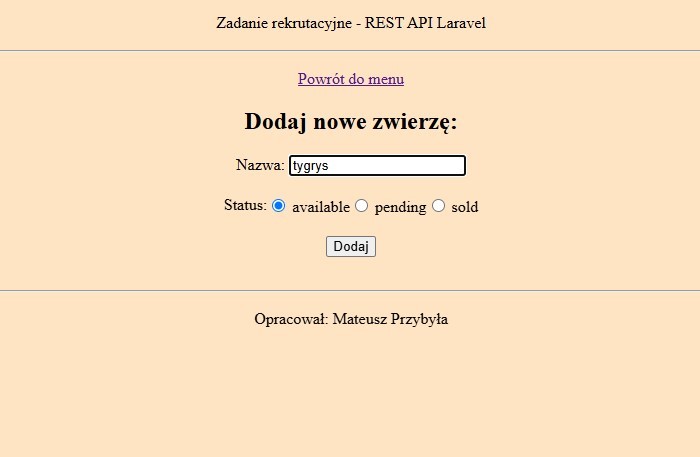 Zadanie rekrutacyjne - REST API Laravel
Powrót do menu
Dodaj nowe zwierzę:
Nazwa: tygrys
Status: available pending sold
Dodaj
Opracował: Mateusz Przybyła